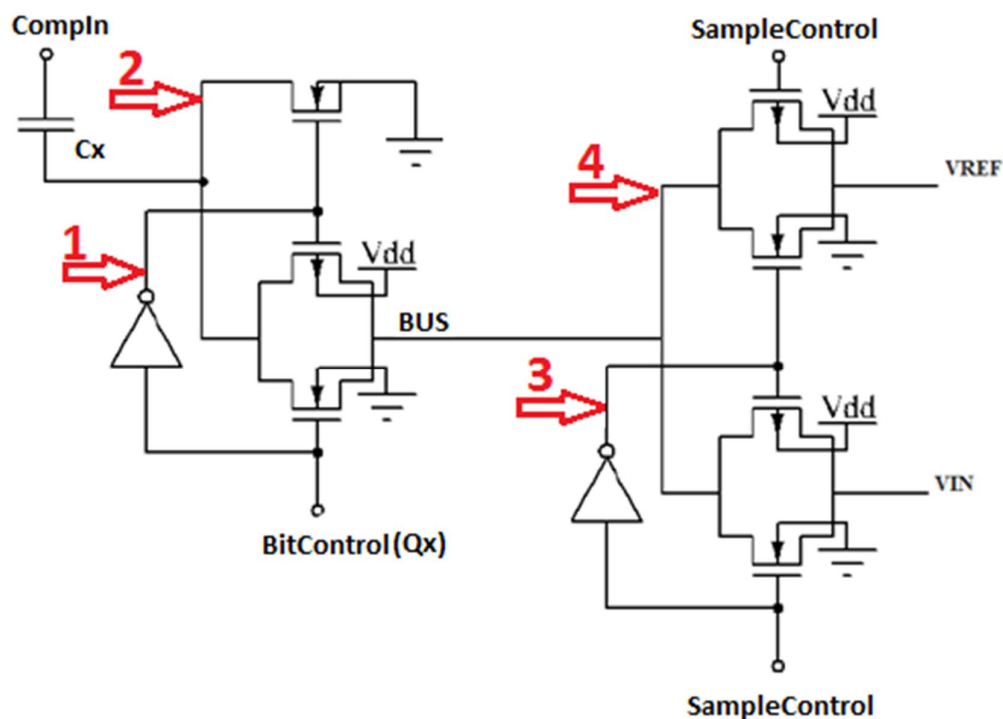 CompIn
SampleControl
2
Vdd
Cx
4
VREF
1
Vdd
BUS
3
Vdd
VIN
BitControl(Qx)
SampleControl